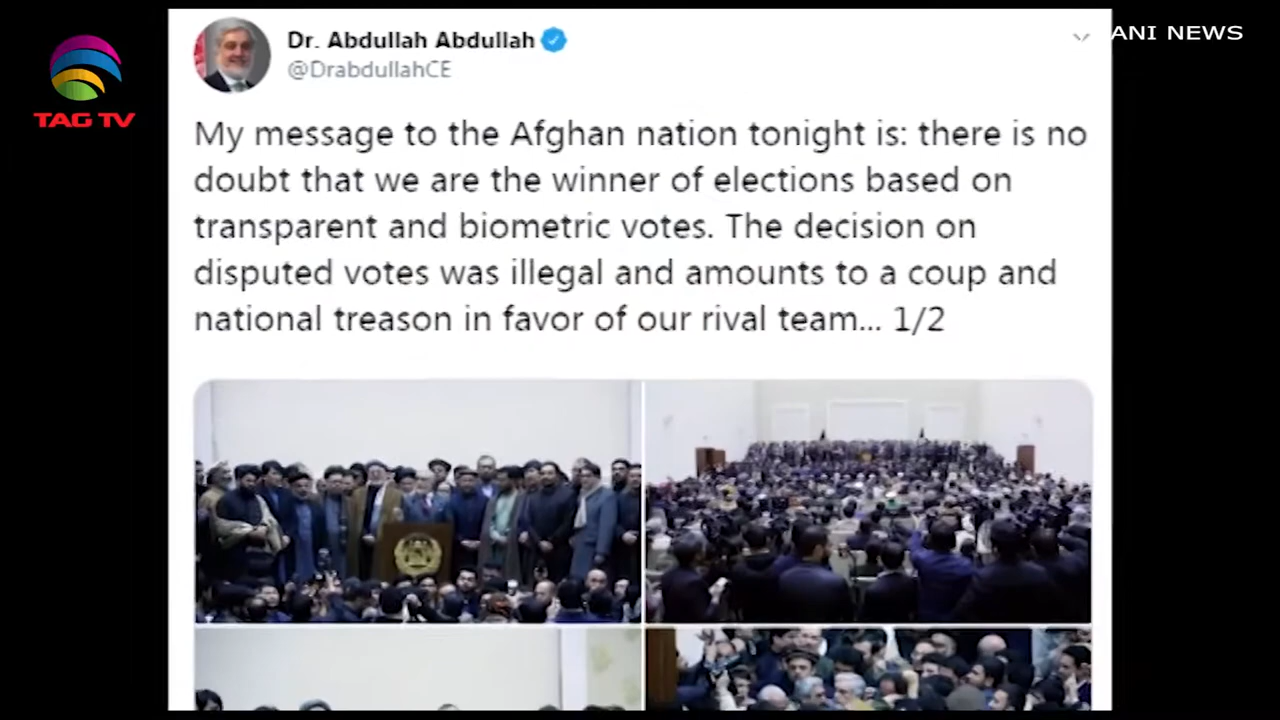 TAG TV
ANI NEWS
Dr. Abdullah Abdullah
@DrabdullahCE
My message to the Afghan nation tonight is: there is no
doubt that we are the winner of elections based on
transparent and biometric votes. The decision on
disputed votes was illegal and amounts to a coup and
national treason in favor of our rival team... 1/2